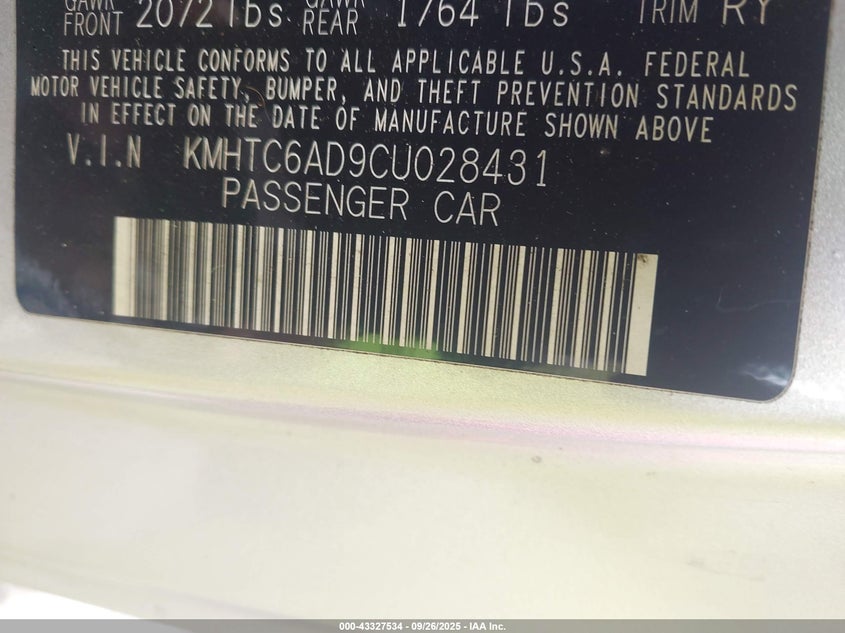 GAWR FRONT 2072 lbs GAWR REAR 1764 lbs TRIM RY
THIS VEHICLE CONFORMS TO ALL APPLICABLE U.S.A. FEDERAL
MOTOR VEHICLE SAFETY, BUMPER, AND THEFT PREVENTION STANDARDS
IN EFFECT ON THE DATE OF MANUFACTURE SHOWN ABOVE
V.I.N KMHTC6AD9CU028431
PASSENGER CAR
000-43327534 - 09/26/2025 - IAA Inc.